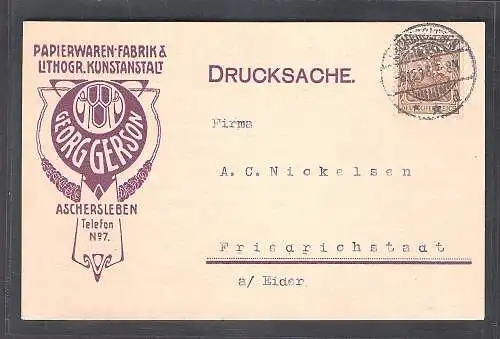 PAPIERWAREN-FABRIK &
LITHOGR. KUNSTANSTALT
GEORG GERSON
ASCHERSLEBEN
Telefon
No 7.
DRUCKSACHE.
Firma
A.C. Nickelsen
Friedrichstadt
a/ Eider